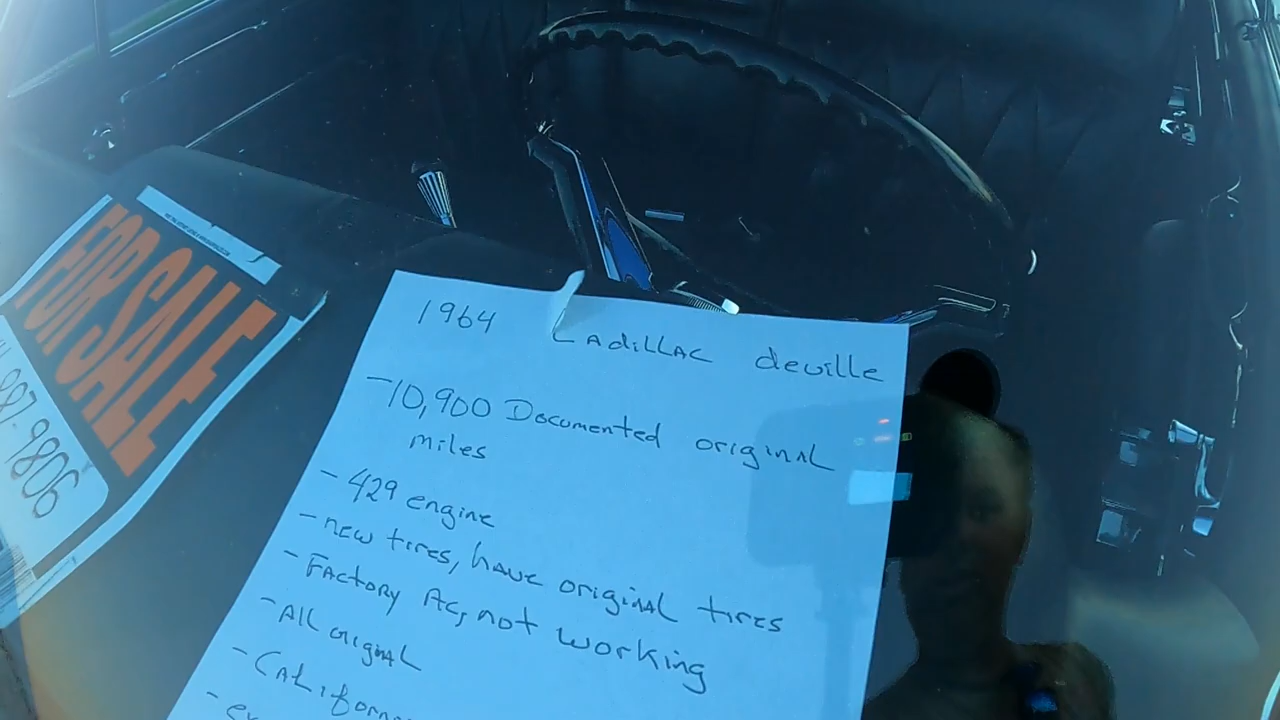 FOR SALE
887-9806
1964 Cadillac deville
-10,900 Documented original
miles
-429 engine
-new tires, have original tires
-Factory AC, not working
-All original